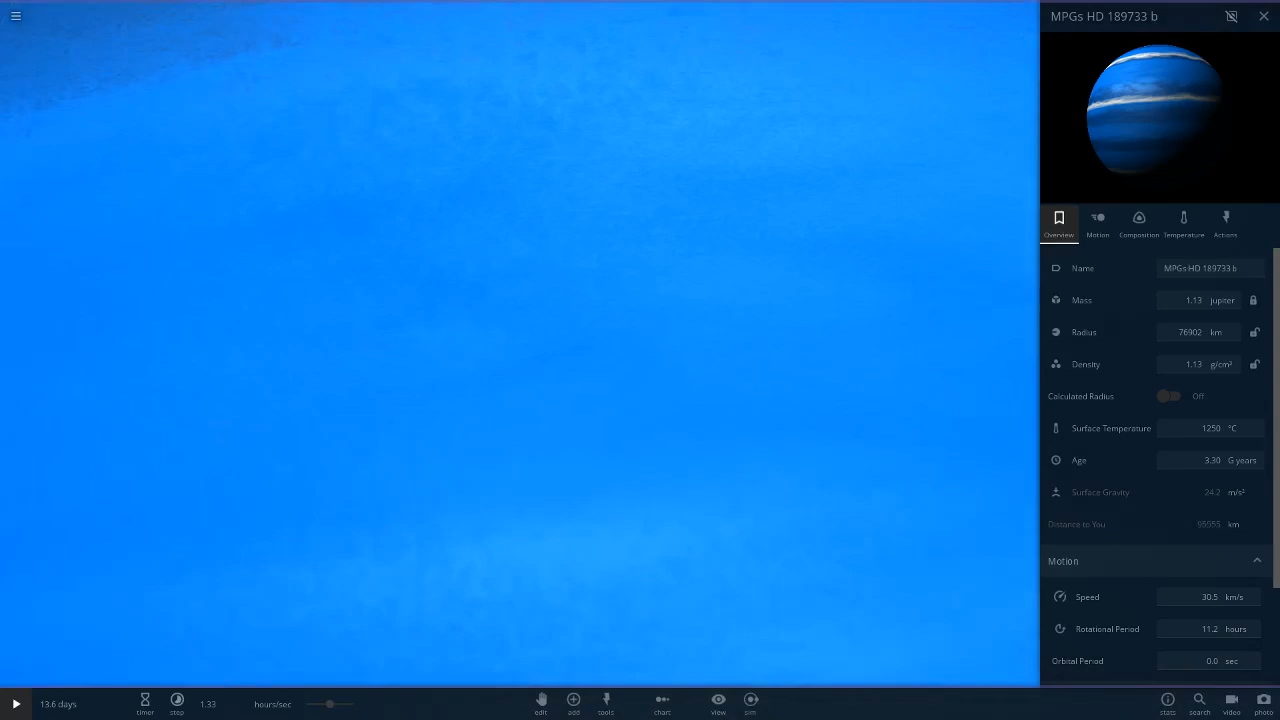 MPGs HD 189733 b
Overview Motion Composition Temperature Actions
Name MPGs HD 189733 b
Mass 1.13 jupiter
Radius 76902 km
Density 1.13 g/cm³
Calculated Radius Off
Surface Temperature 1250 °C
Age 3.30 G years
Surface Gravity 24.2 m/s²
Distance to You 95955 km
Motion
Speed 30.5 km/s
Rotational Period 11.2 hours
Orbital Period 0.0 sec
13.6 days timer step 1.33 hours/sec edit add tools chart view sim stats search video photo